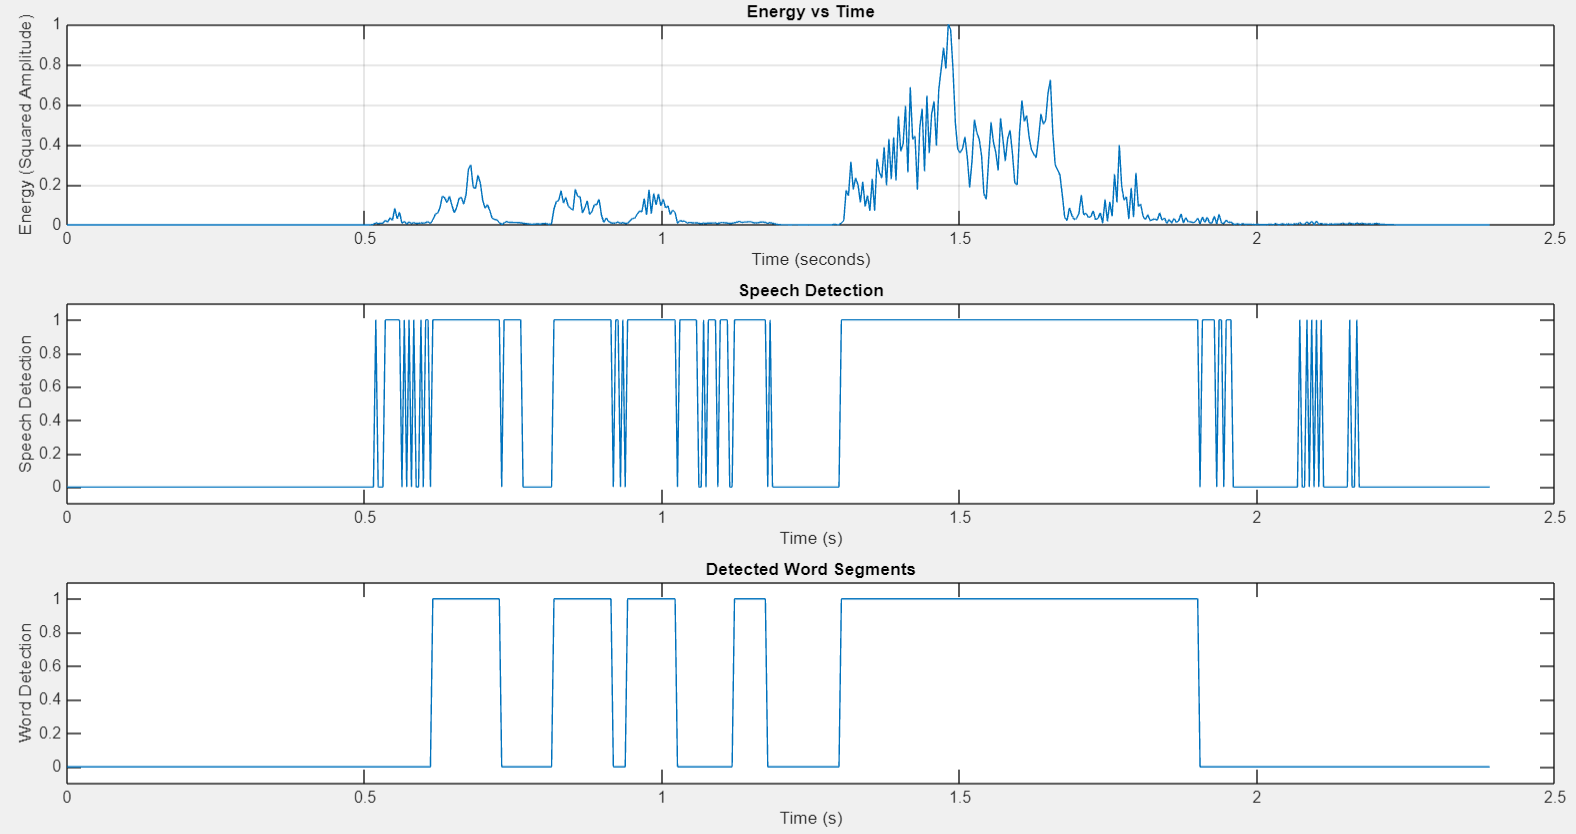 Energy vs Time
Energy (Squared Amplitude)
1
0.8
0.6
0.4
0.2
0
0 0.5 1 1.5 2 2.5
Time (seconds)
Speech Detection
Speech Detection
1
0.8
0.6
0.4
0.2
0
0 0.5 1 1.5 2 2.5
Time (s)
Detected Word Segments
Word Detection
1
0.8
0.6
0.4
0.2
0
0 0.5 1 1.5 2 2.5
Time (s)